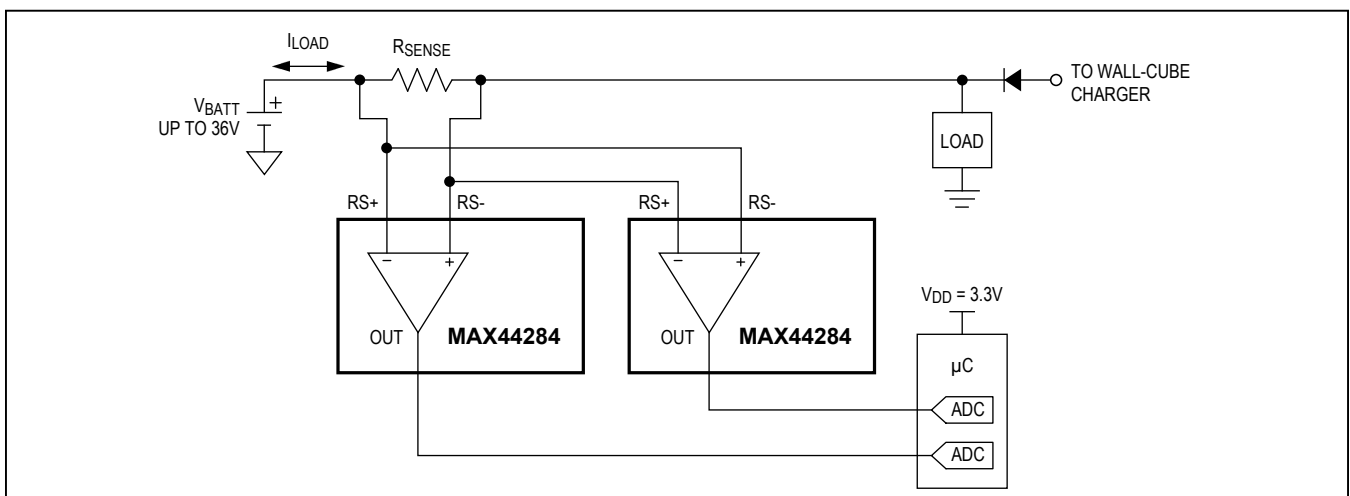 ILOAD
RSENSE
VBATT
UP TO 36V
+
TO WALL-CUBE
CHARGER
LOAD
RS+
RS-
RS+
RS-
−
+
−
+
OUT
MAX44284
OUT
MAX44284
VDD = 3.3V
µC
ADC
ADC